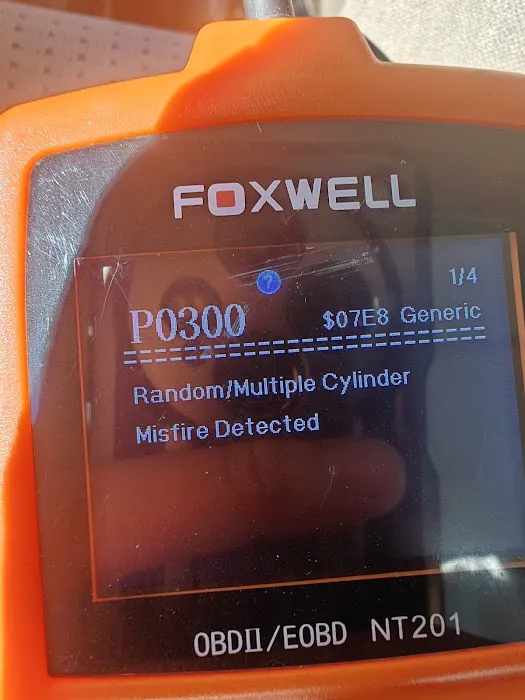 FOXWELL
? 1/4
P0300 $07E8 Generic
==============================
Random/Multiple Cylinder
Misfire Detected
OBDII/EOBD NT201